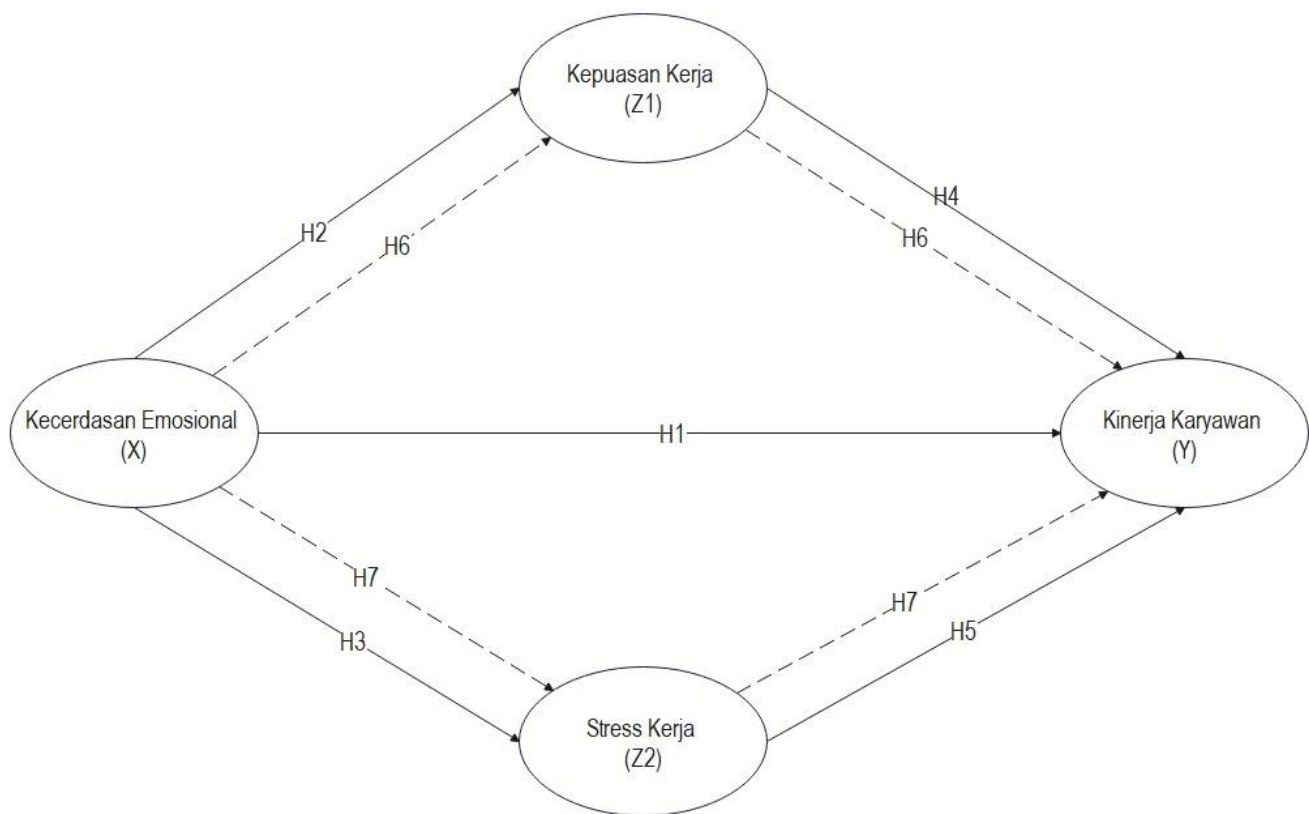 Kepuasan Kerja
(Z1)
H4
H2
H6
H6
Kecerdasan Emosional
(X)
H1
Kinerja Karyawan
(Y)
H7
H7
H3
H5
Stress Kerja
(Z2)